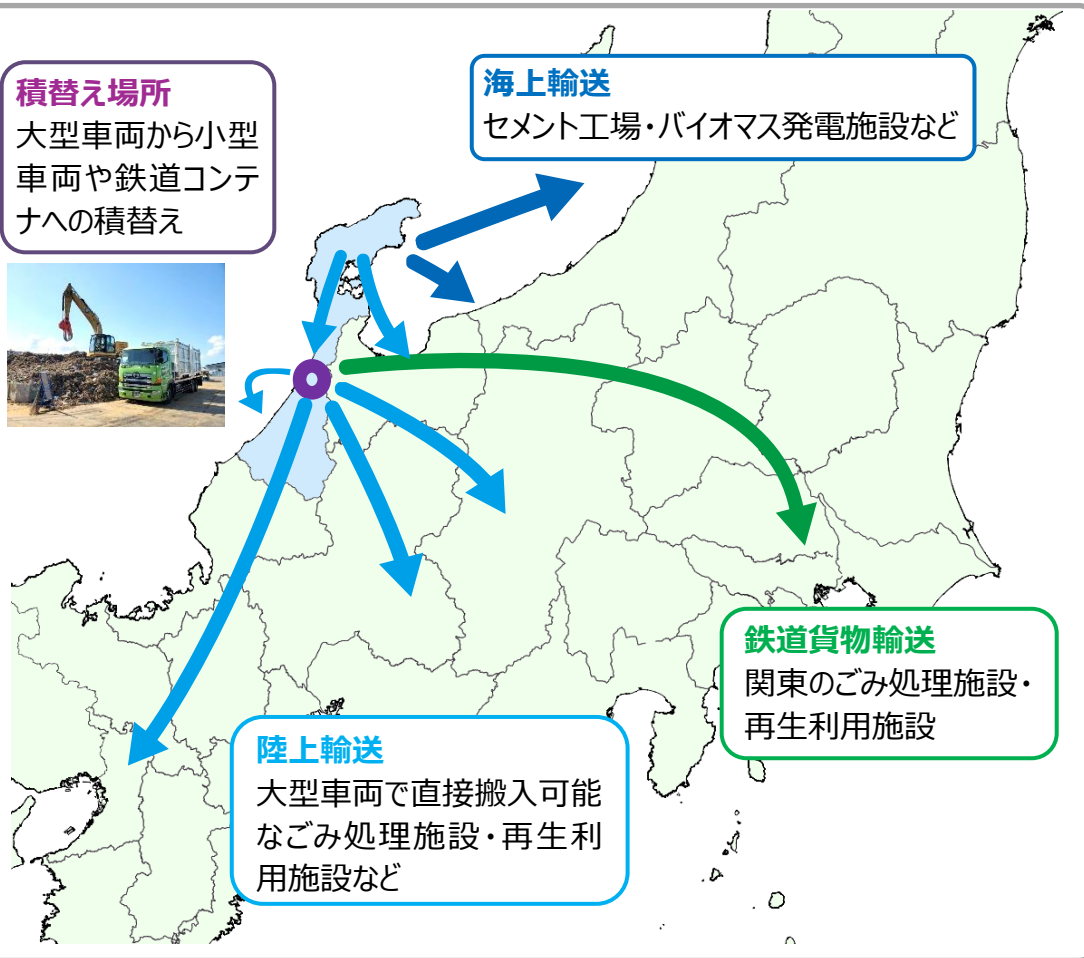 積替え場所
大型車両から小型
車両や鉄道コンテ
ナへの積替え
海上輸送
セメント工場・バイオマス発電施設など
鉄道貨物輸送
関東のごみ処理施設・
再生利用施設
陸上輸送
大型車両で直接搬入可能
なごみ処理施設・再生利
用施設など